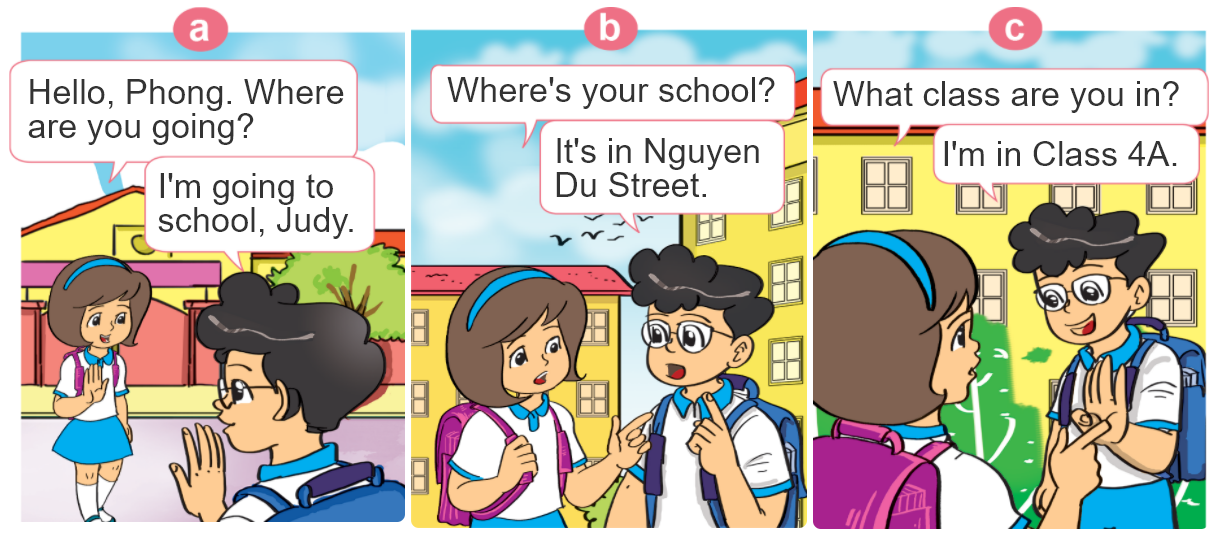 a
Hello, Phong. Where
are you going?
I'm going to
school, Judy.
b
Where's your school?
It's in Nguyen
Du Street.
c
What class are you in?
I'm in Class 4A.